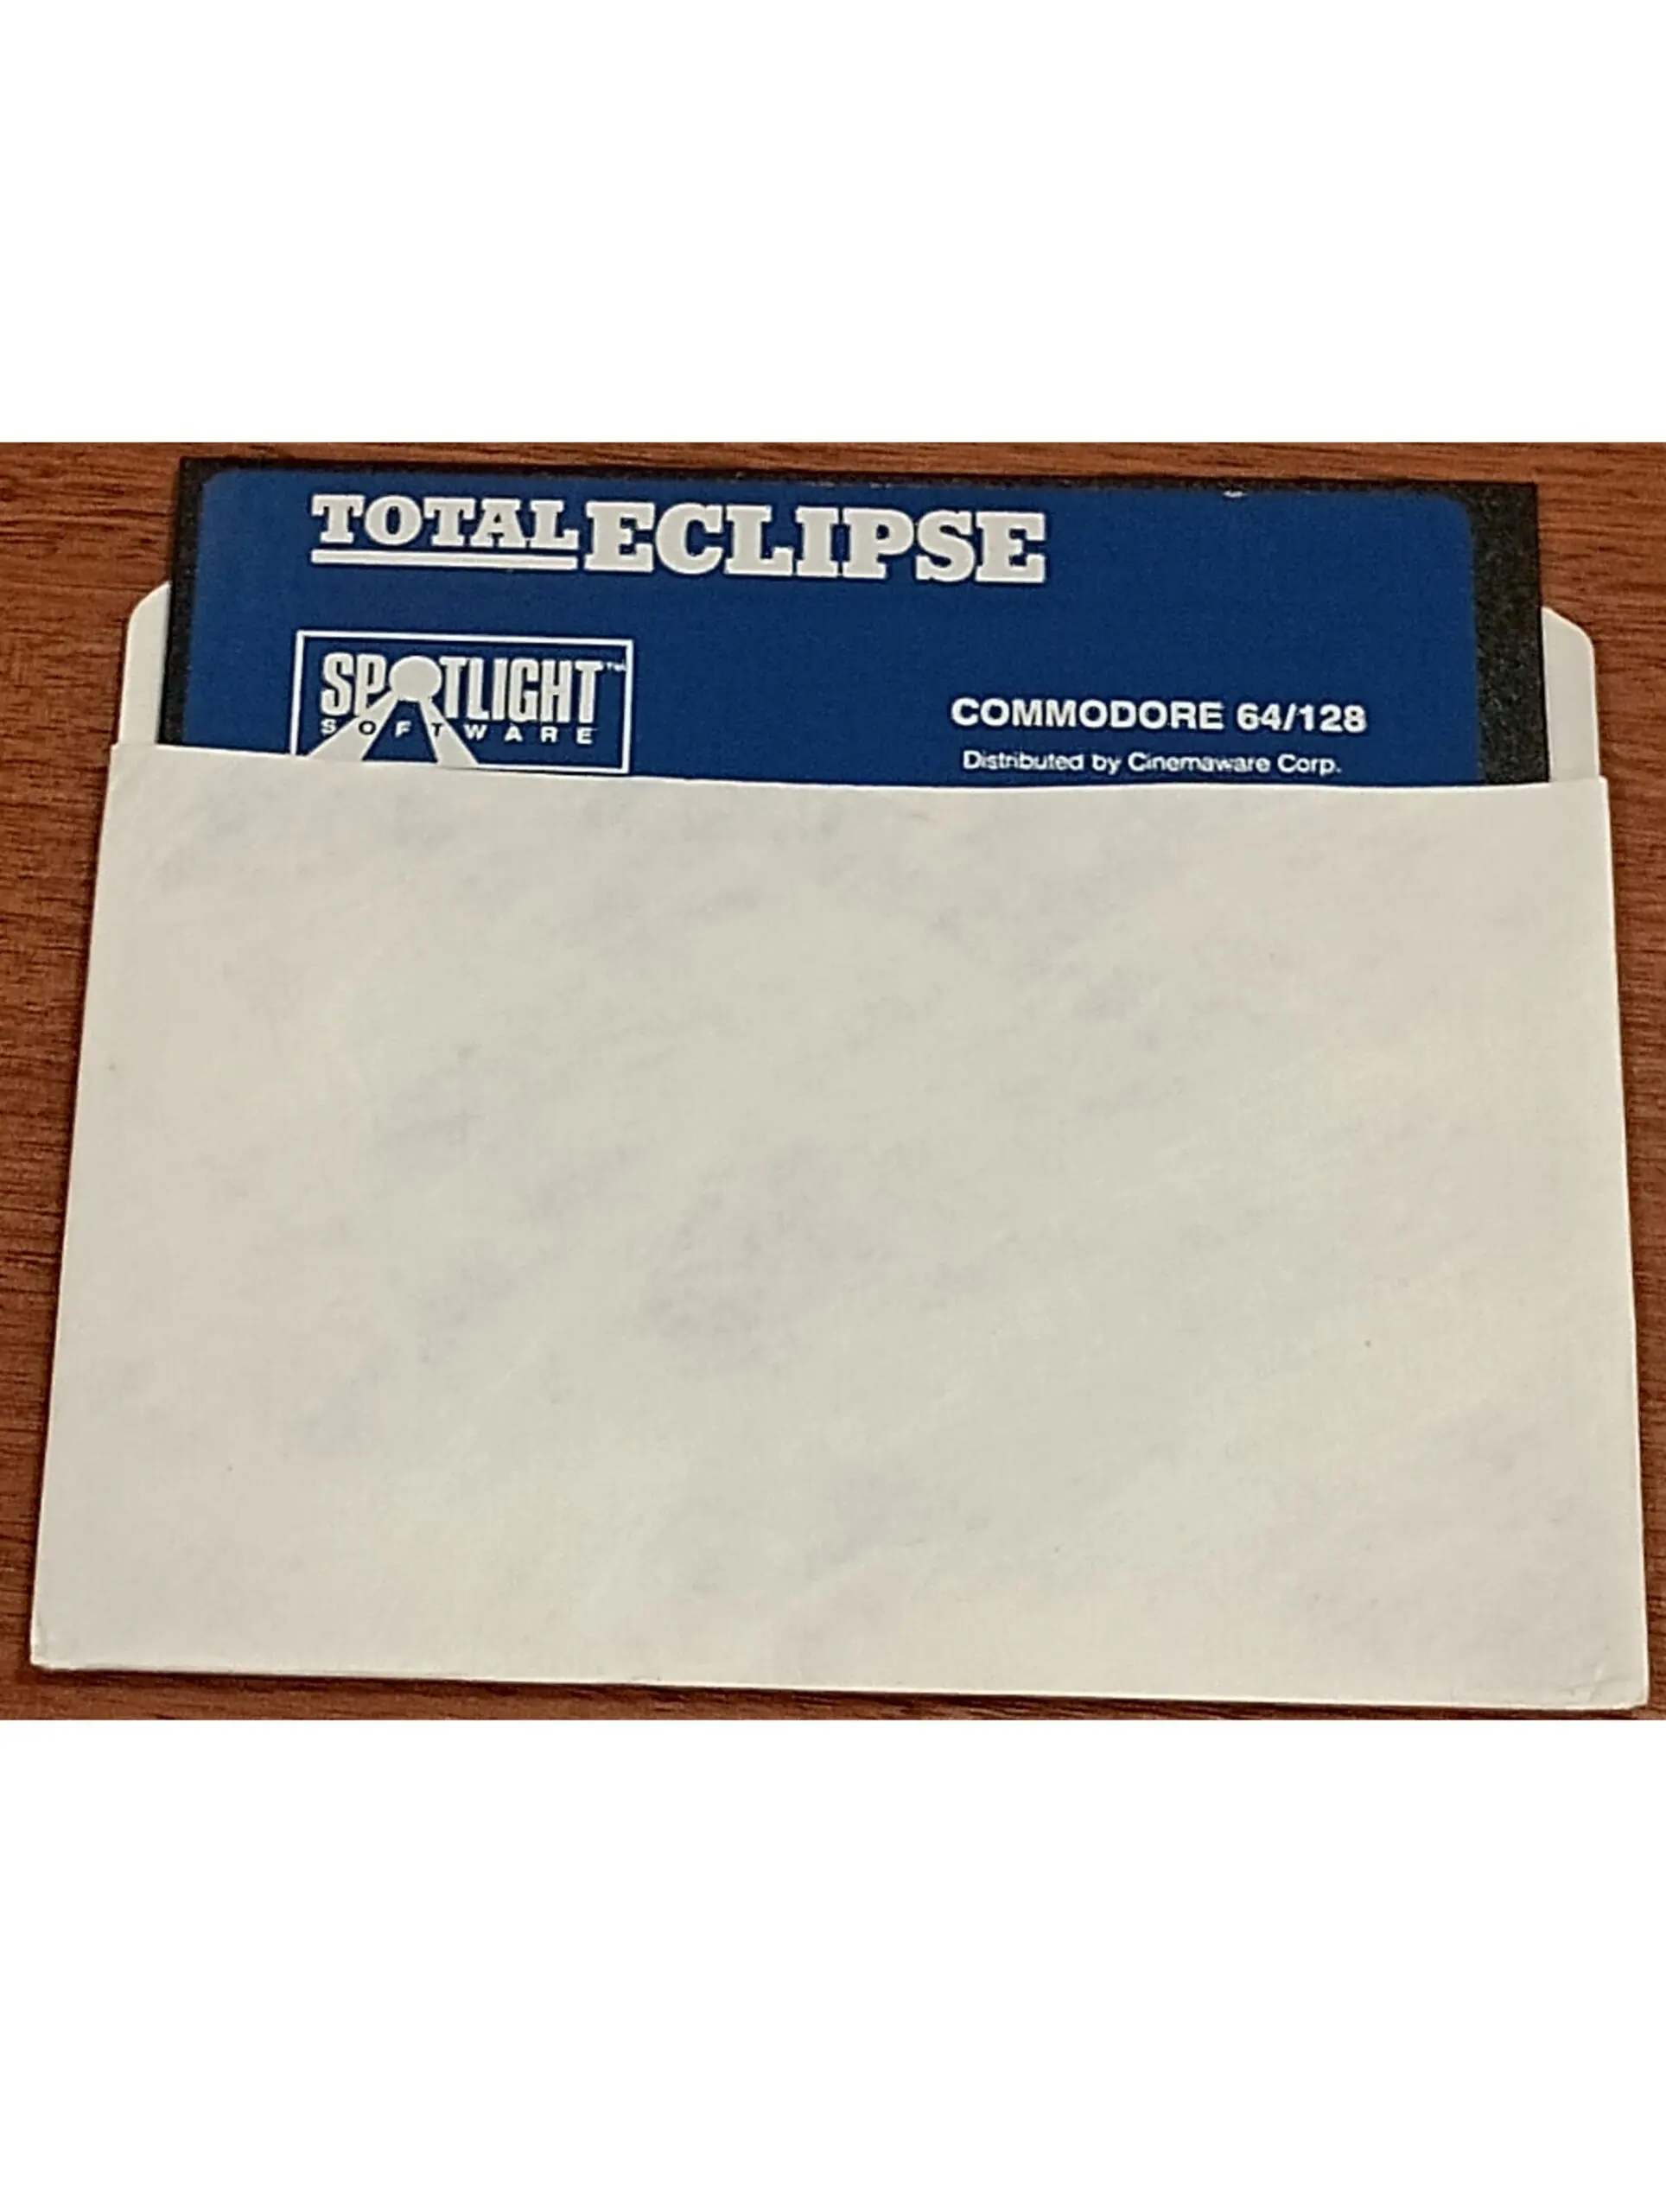 TOTAL ECLIPSE
SPOTLIGHT™
SOFTWARE
COMMODORE 64/128
Distributed by Cinemaware Corp.